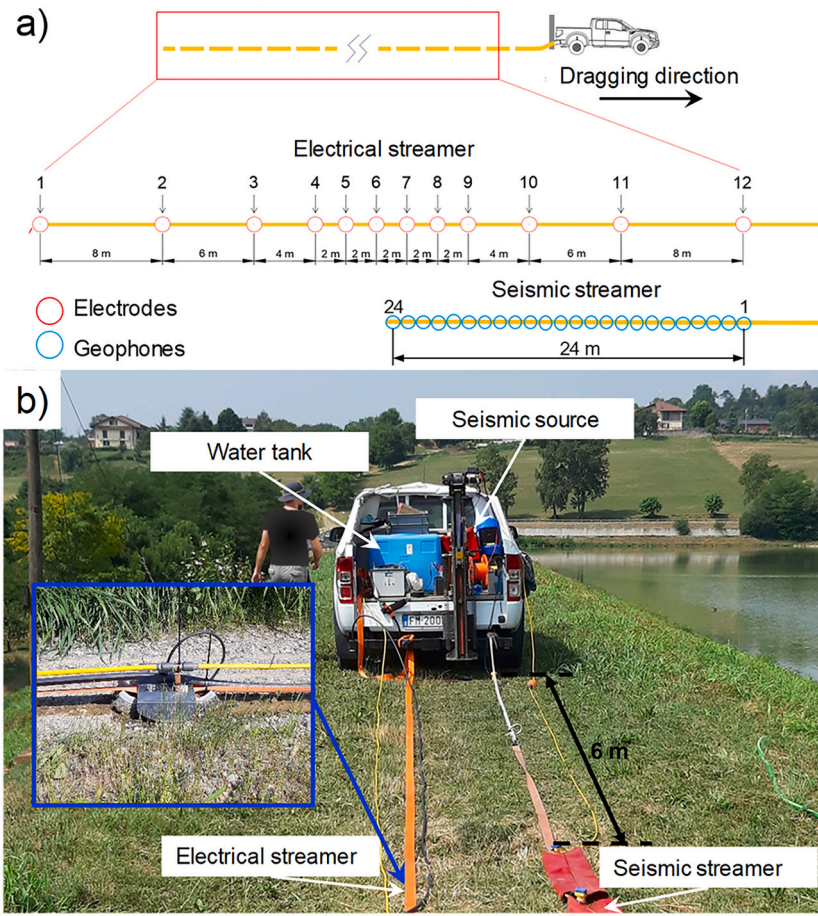 a)
Dragging direction
Electrical streamer
1 2 3 4 5 6 7 8 9 10 11 12
8 m 6 m 4 m 2 m 2 m 2 m 2 m 2 m 4 m 6 m 8 m
Electrodes
Geophones
Seismic streamer
24 1
24 m
b)
Water tank
Seismic source
FM 200
6 m
Electrical streamer
Seismic streamer